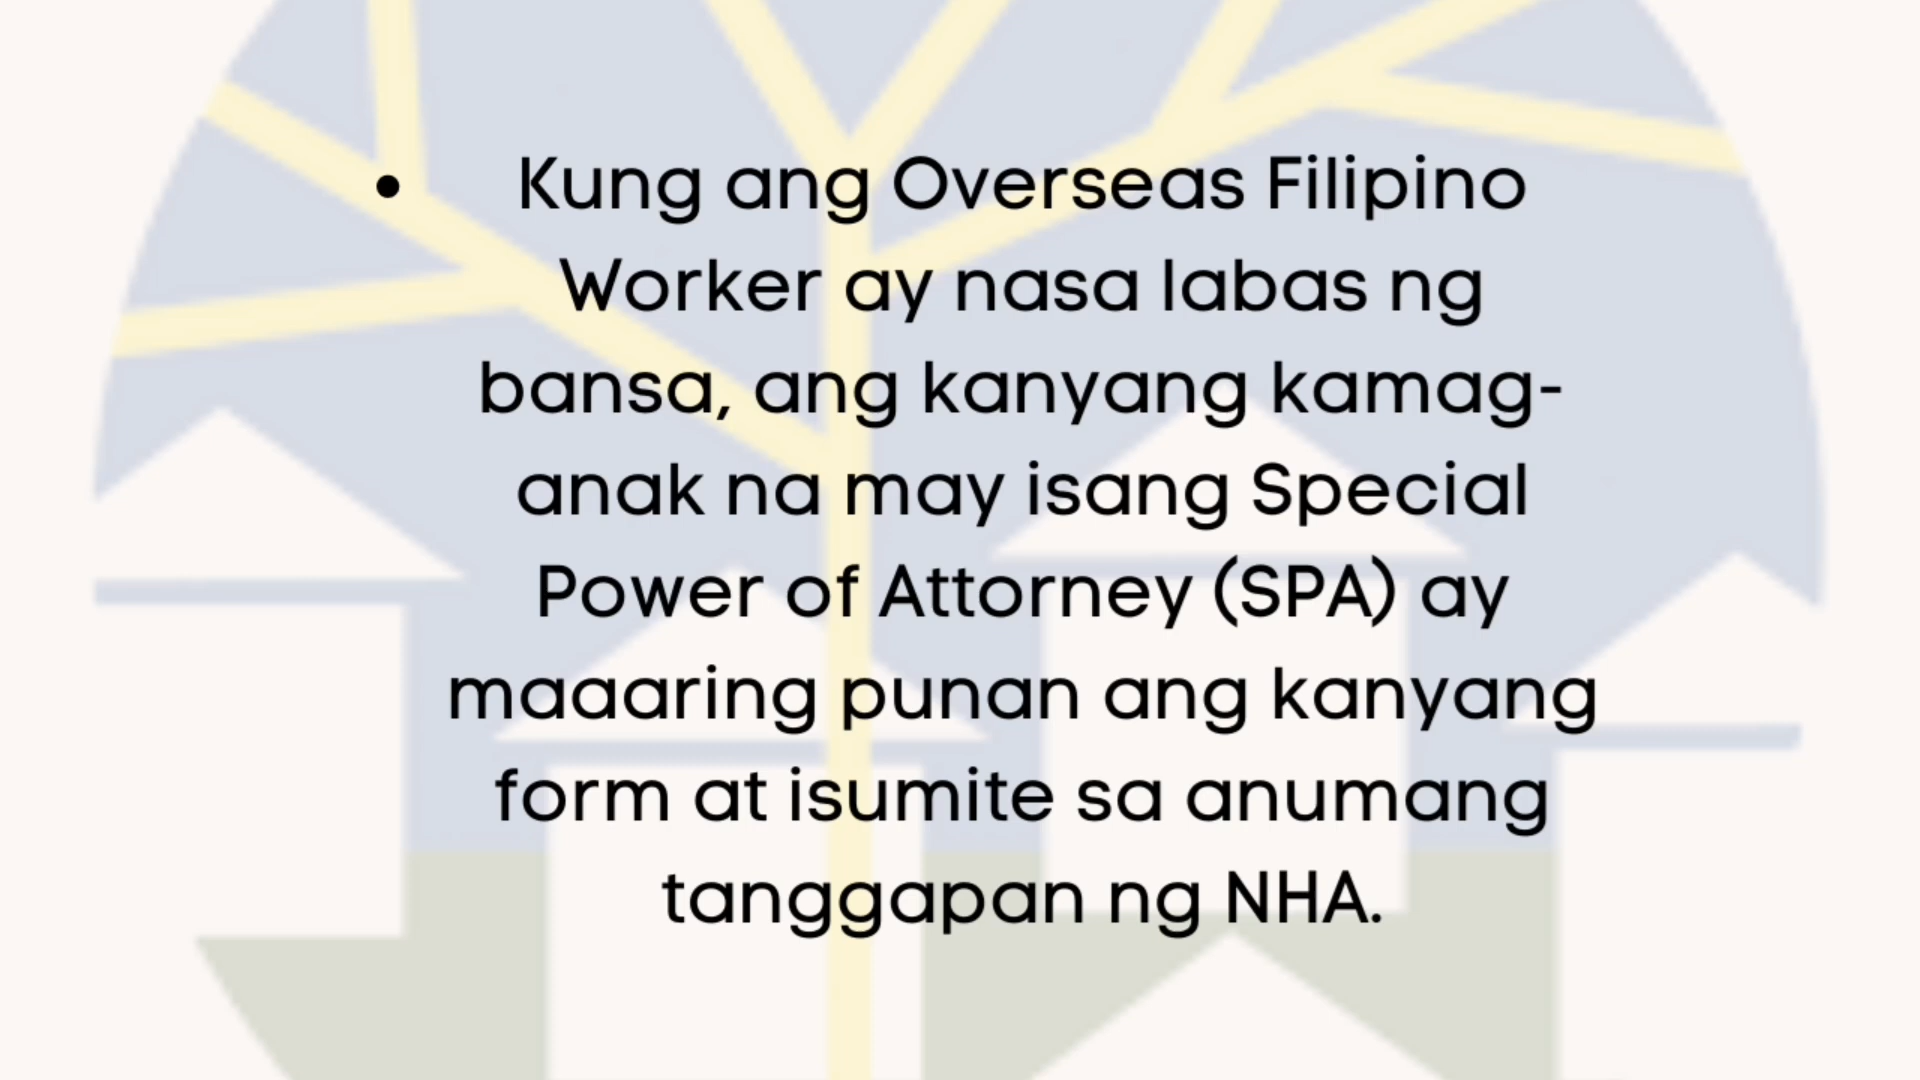 • Kung ang Overseas Filipino
Worker ay nasa labas ng
bansa, ang kanyang kamag-
anak na may isang Special
Power of Attorney (SPA) ay
maaaring punan ang kanyang
form at isumite sa anumang
tanggapan ng NHA.